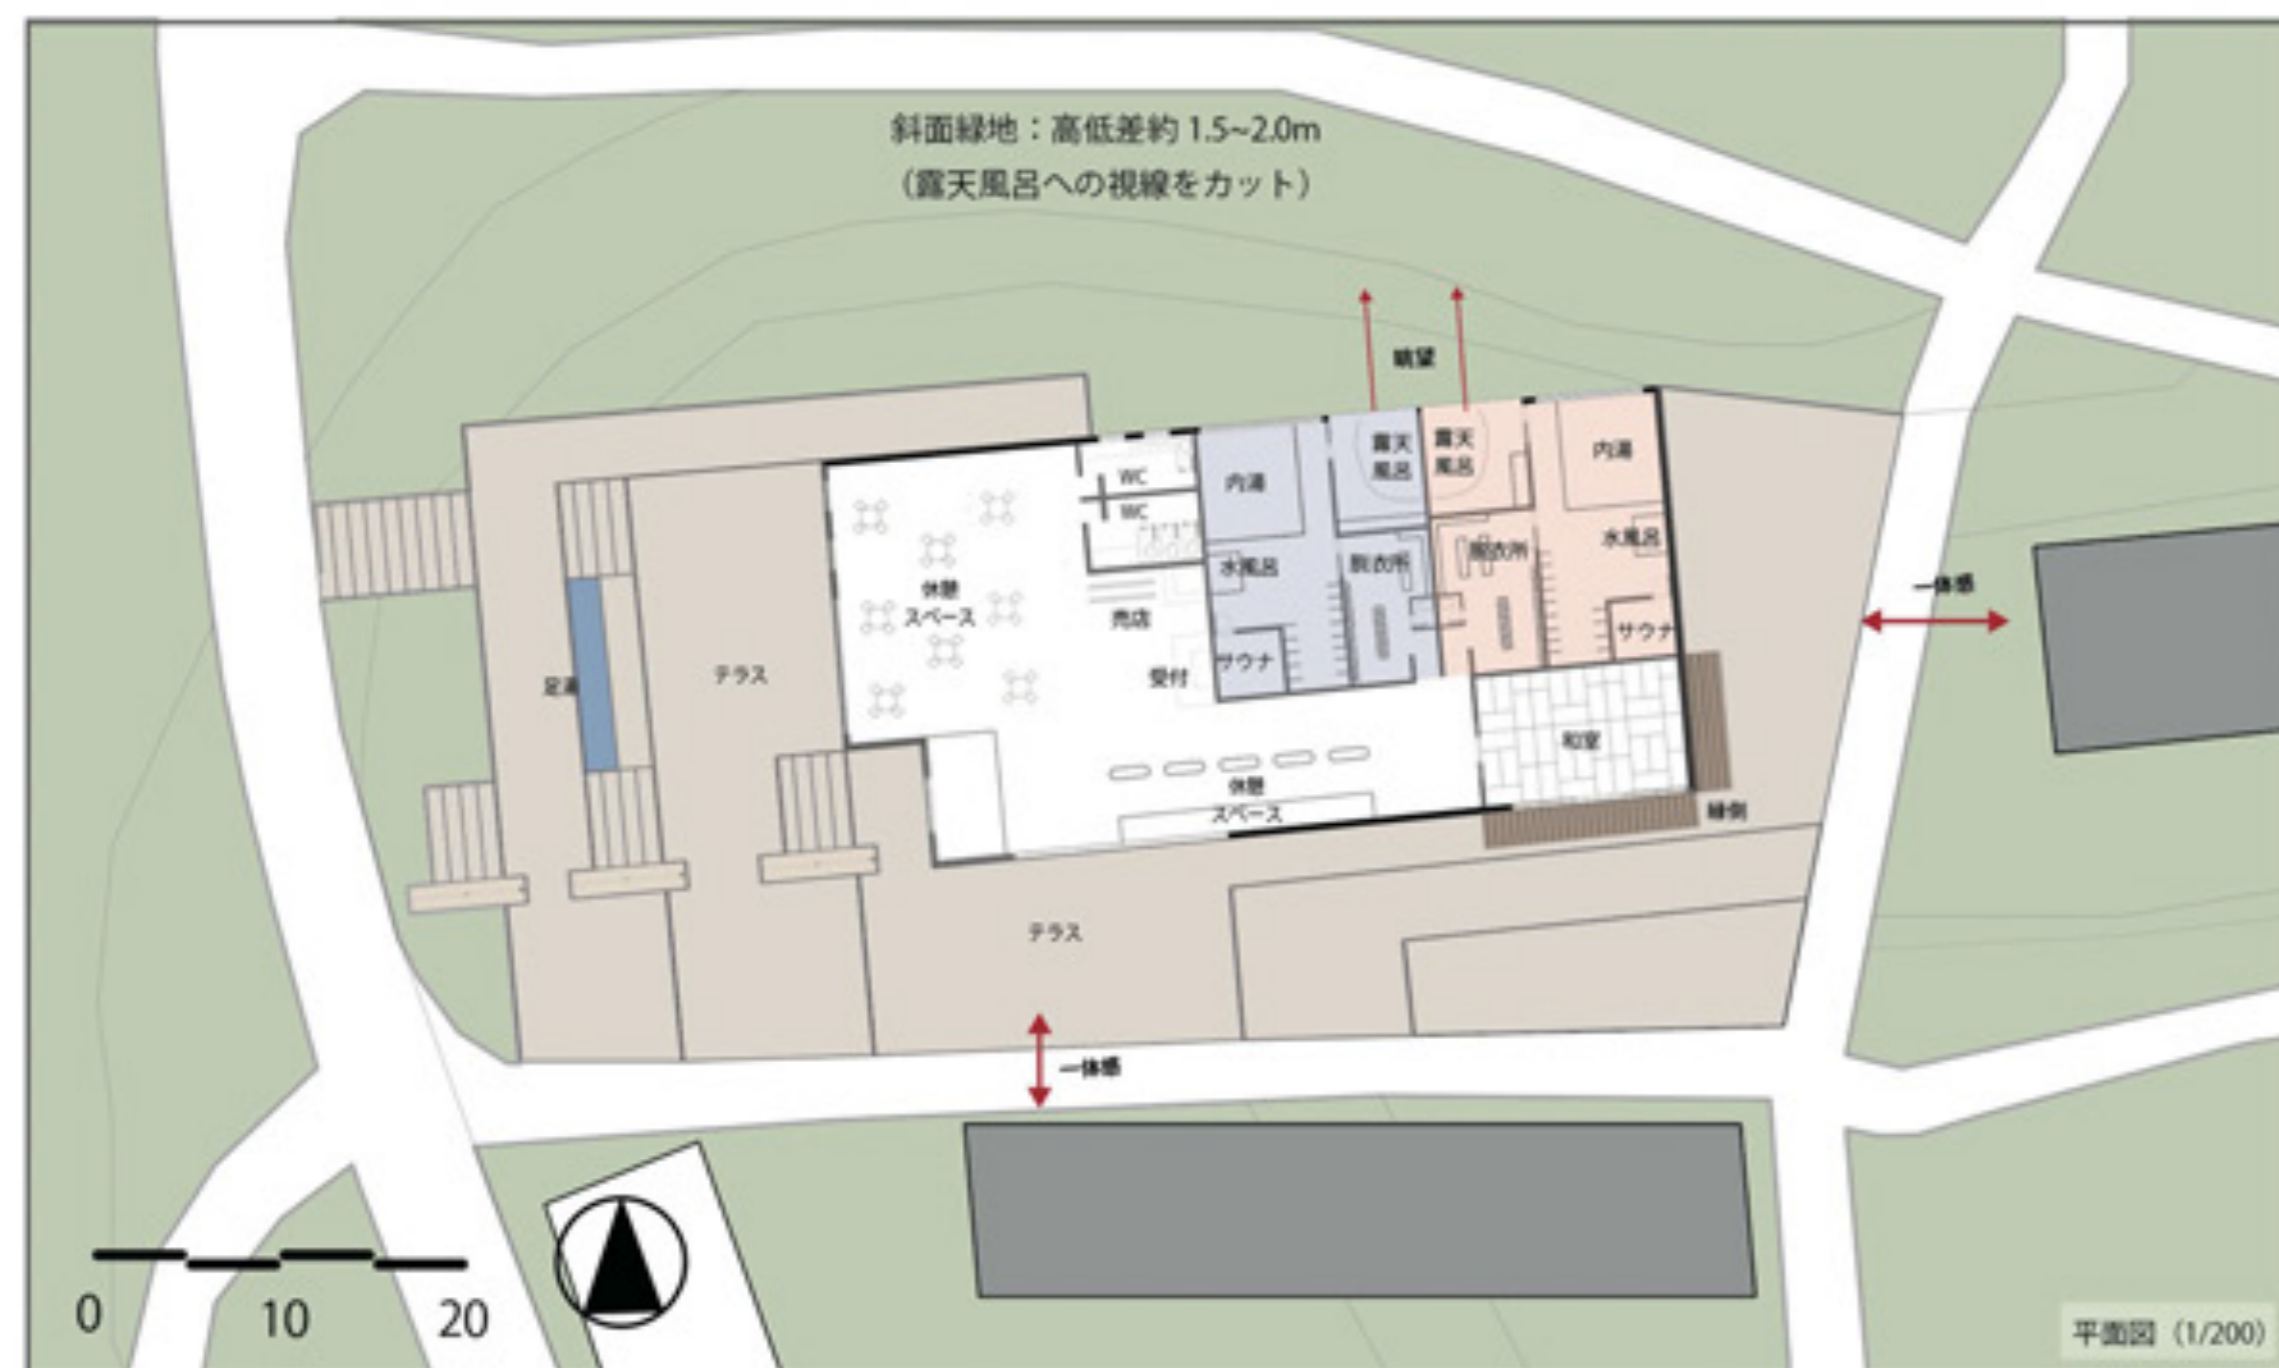 斜面緑地：高低差約 1.5~2.0m
（露天風呂への視線をカット）
眺望
露天
風呂
露天
風呂
内湯
内湯
WC
WC
水風呂
脱衣所
脱衣所
水風呂
一体感
休憩
スペース
売店
サウナ
サウナ
受付
テラス
足湯
和室
休憩
スペース
縁側
テラス
一体感
0
10
20
平面図（1/200）